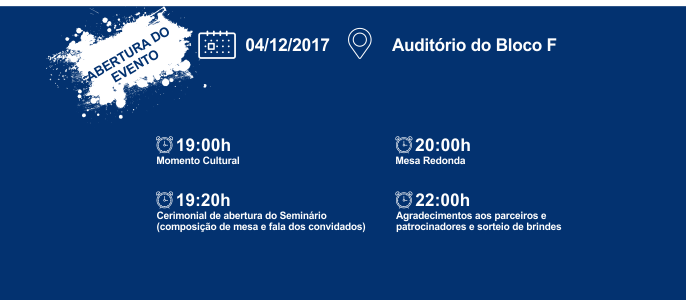 ABERTURA DO
EVENTO
04/12/2017
Auditório do Bloco F
19:00h
Momento Cultural
19:20h
Cerimonial de abertura do Seminário
(composição de mesa e fala dos convidados)
20:00h
Mesa Redonda
22:00h
Agradecimentos aos parceiros e
patrocinadores e sorteio de brindes